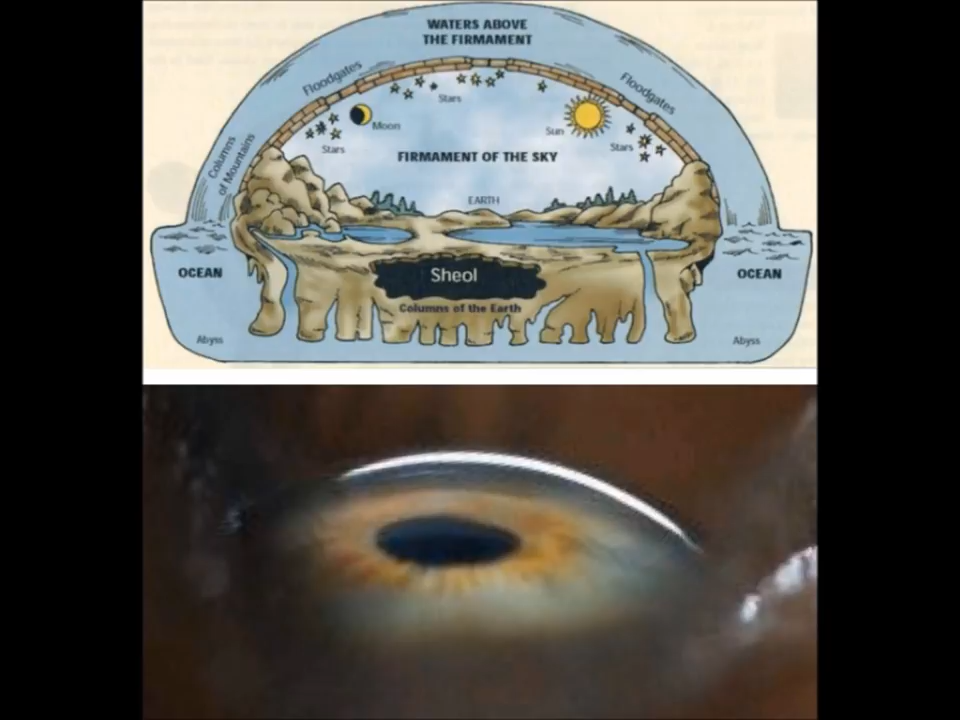 WATERS ABOVE
THE FIRMAMENT
Floodgates
Floodgates
Stars
Moon
Sun
Stars
Stars
Columns
of Mountains
FIRMAMENT OF THE SKY
EARTH
OCEAN
Sheol
OCEAN
Columns of the Earth
Abyss
Abyss